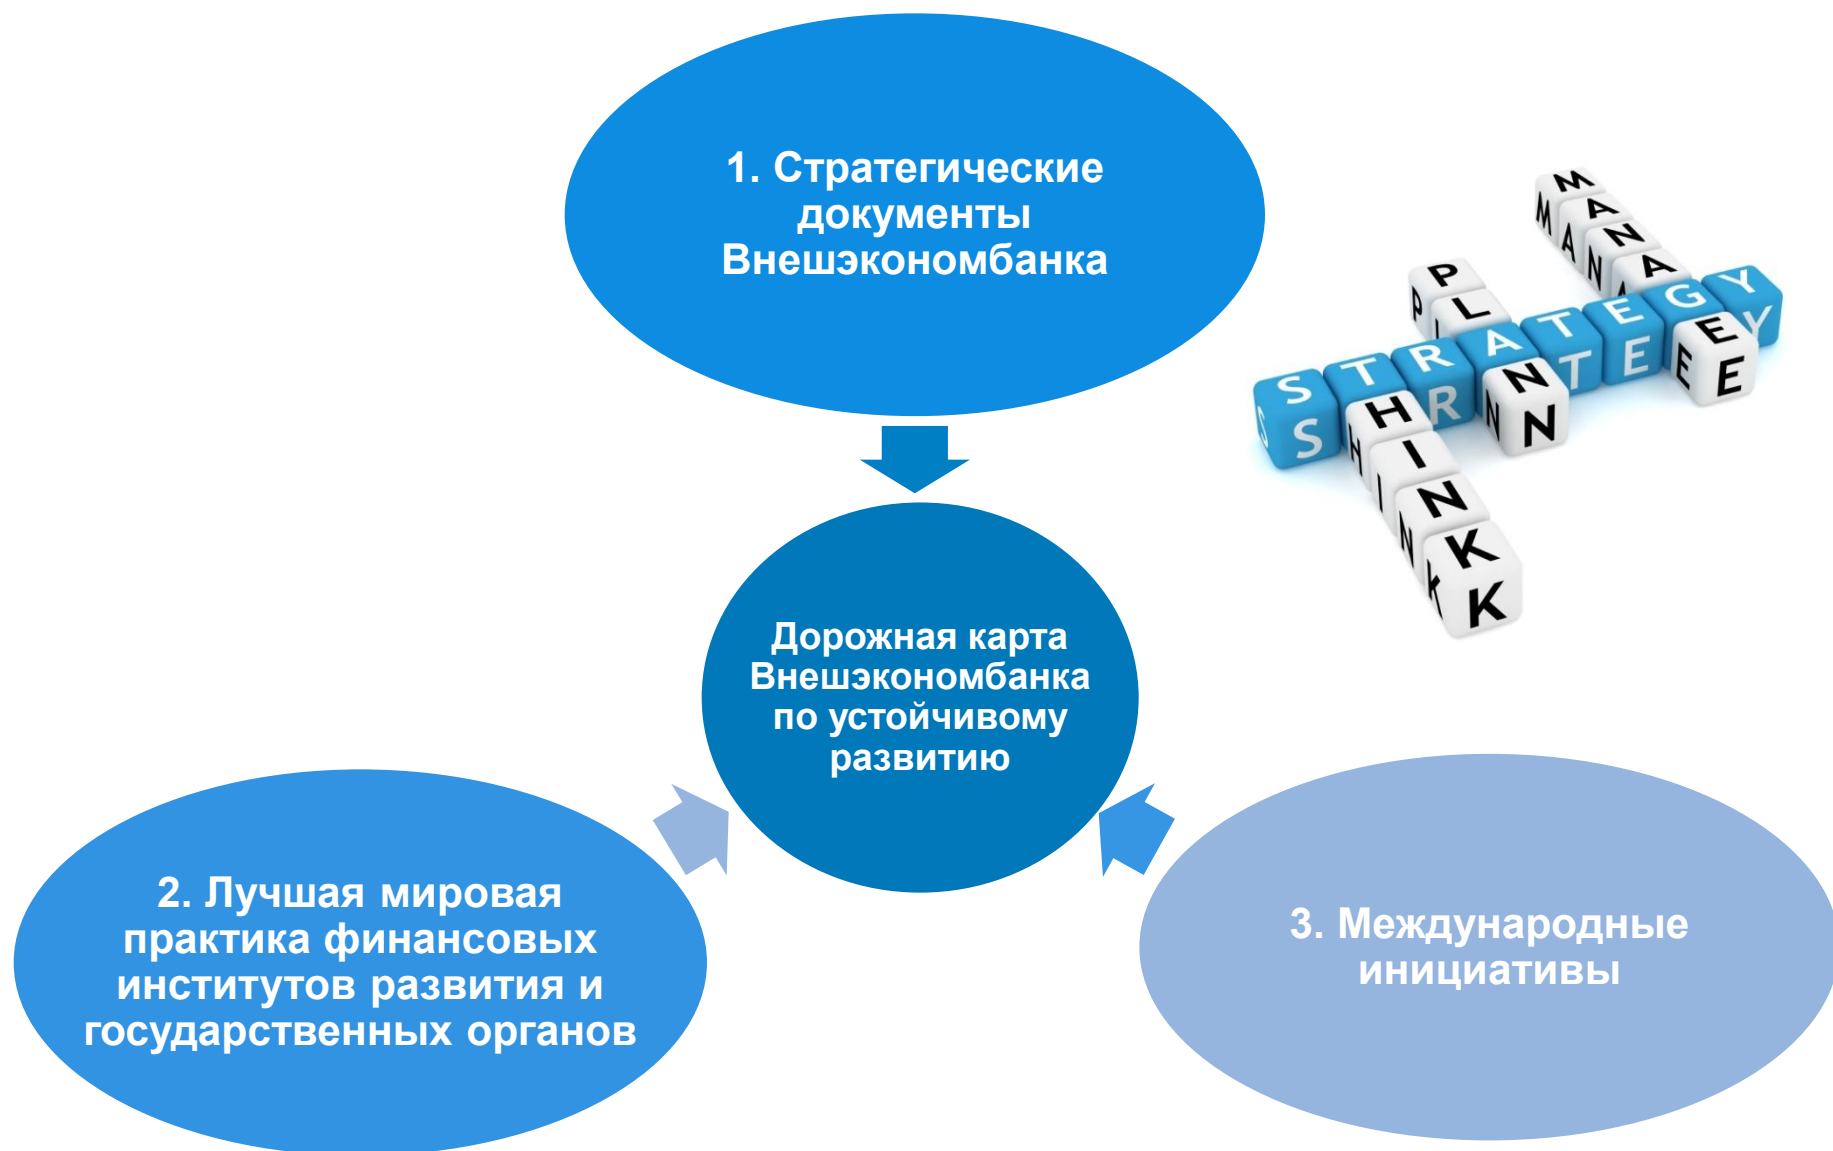 1. Стратегические
документы
Внешэкономбанка
MANAGE
PLAN
STRATEGY
THINK
Дорожная карта
Внешэкономбанка
по устойчивому
развитию
2. Лучшая мировая
практика финансовых
институтов развития и
государственных органов
3. Международные
инициативы